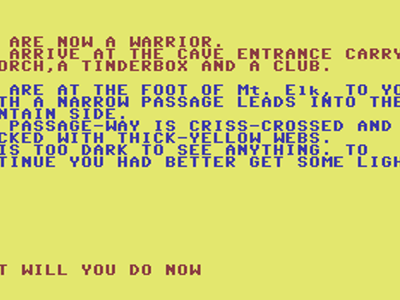 ARE NOW A WARRIOR.
ARRIVE AT THE CAVE ENTRANCE CARRY
ORCH,A TINDERBOX AND A CLUB.
ARE AT THE FOOT OF Mt. Elk, TO YO
TH A NARROW PASSAGE LEADS INTO THE
NTAIN SIDE.
PASSAGE-WAY IS CRISS-CROSSED AND
CKED WITH THICK-YELLOW WEBS.
IS TOO DARK TO SEE ANYTHING. TO
TINUE YOU HAD BETTER GET SOME LIGH
T WILL YOU DO NOW